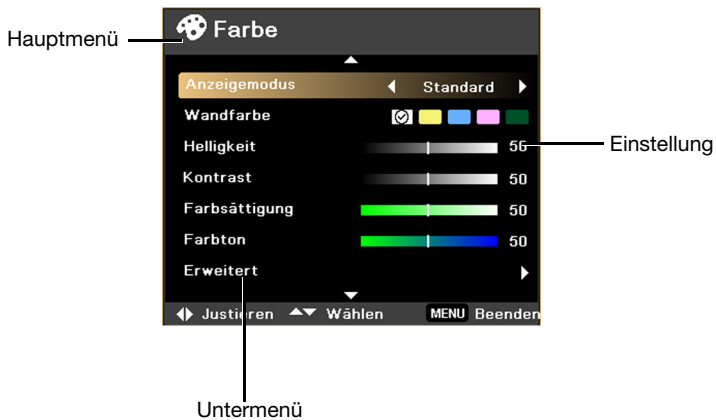 Farbe
Hauptmenü
Anzeigemodus Standard
Wandfarbe
Helligkeit 50 Einstellung
Kontrast 50
Farbsättigung 50
Farbton 50
Erweitert
Justieren Wählen MENU Beenden
Untermenü